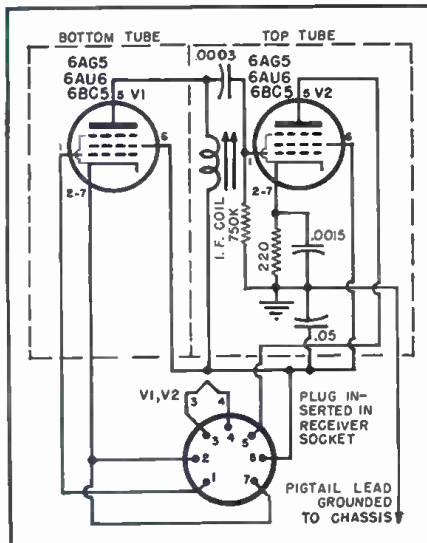 BOTTOM TUBE
TOP TUBE
6AG5
6AU6
6BC5
5 V1
6
2-7
.0003
6AG5
6AU6
6BC5
5 V2
6
1
2-7
I.F. COIL
750K
220
.0015
.05
V1,V2
3
4
3
4
5
2
6
1
7
PLUG IN-
SERTED IN
RECEIVER
SOCKET
PIGTAIL LEAD
GROUNDED
TO CHASSIS